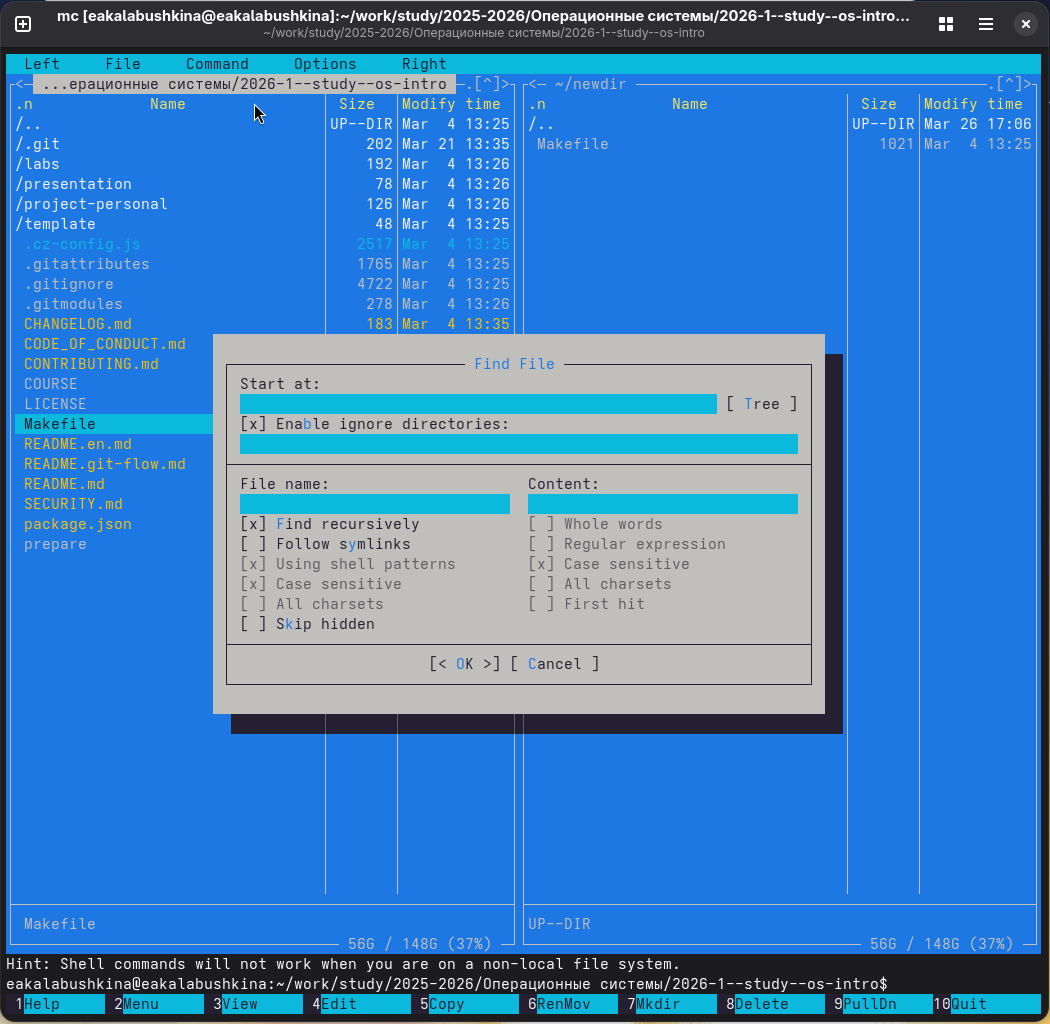 mc [eakalabushkina@eakalabushkina]:~/work/study/2025-2026/Операционные системы/2026-1--study--os-intro...
~/work/study/2025-2026/Операционные системы/2026-1--study--os-intro
Left File Command Options Right
<— ...ерационные системы/2026-1--study--os-intro .[^]>
.n Name Size Modify time
/.. UP--DIR Mar 4 13:25
/.git 202 Mar 21 13:35
/labs 192 Mar 4 13:26
/presentation 78 Mar 4 13:26
/project-personal 126 Mar 4 13:26
/template 48 Mar 4 13:25
.cz-config.js 2517 Mar 4 13:25
.gitattributes 1765 Mar 4 13:25
.gitignore 4722 Mar 4 13:25
.gitmodules 278 Mar 4 13:26
CHANGELOG.md 183 Mar 4 13:35
CODE_OF_CONDUCT.md
CONTRIBUTING.md
COURSE
LICENSE
Makefile
README.en.md
README.git-flow.md
README.md
SECURITY.md
package.json
prepare
Makefile
56G / 148G (37%)
<— ~/newdir .[^]>
.n Name Size Modify time
/.. UP--DIR Mar 26 17:06
Makefile 1021 Mar 4 13:25
UP--DIR
56G / 148G (37%)
Find File
Start at:
[ Tree ]
[x] Enable ignore directories:
File name: Content:
[x] Find recursively [ ] Whole words
[ ] Follow symlinks [ ] Regular expression
[x] Using shell patterns [x] Case sensitive
[x] Case sensitive [ ] All charsets
[ ] All charsets [ ] First hit
[ ] Skip hidden
[< OK >] [ Cancel ]
Hint: Shell commands will not work when you are on a non-local file system.
eakalabushkina@eakalabushkina:~/work/study/2025-2026/Операционные системы/2026-1--study--os-intro$
1Help 2Menu 3View 4Edit 5Copy 6RenMov 7Mkdir 8Delete 9PullDn 10Quit